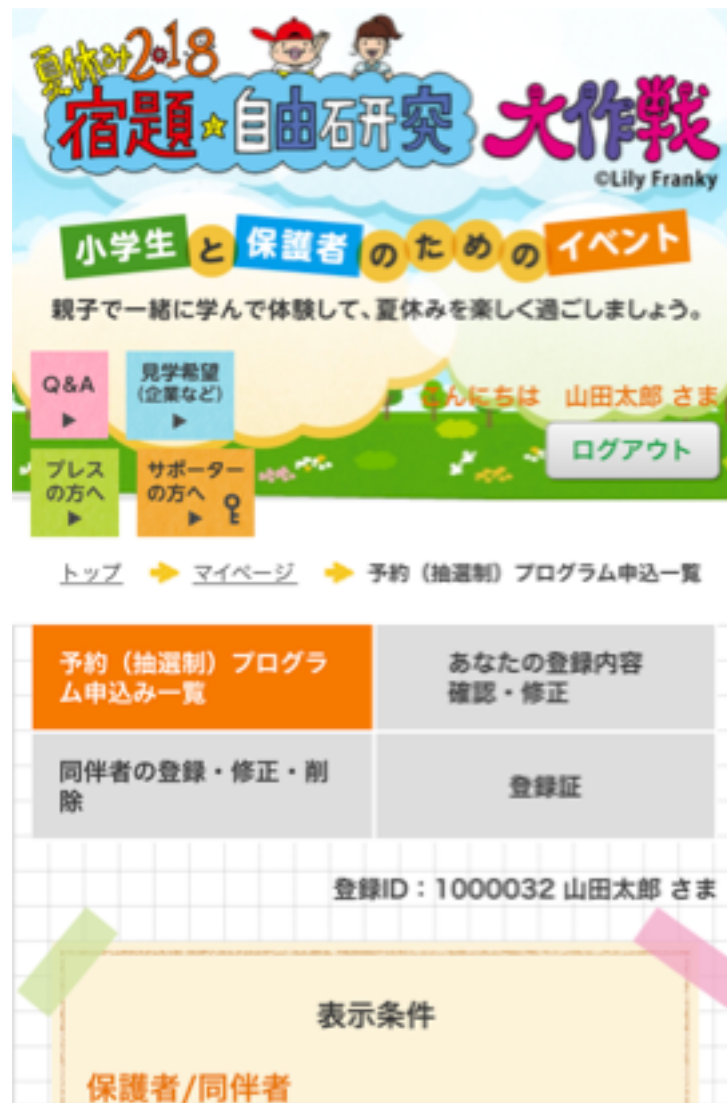 夏休み2018
宿題★自由研究 大作戦
©Lily Franky
小学生と保護者のためのイベント
親子で一緒に学んで体験して、夏休みを楽しく過ごしましょう。
Q&A
▶
見学希望
(企業など)
▶
こんにちは 山田太郎 さま
ログアウト
プレス
の方へ
▶
サポーター
の方へ
▶
トップ マイページ 予約（抽選制）プログラム申込一覧
予約（抽選制）プログラ
ム申込み一覧
あなたの登録内容
確認・修正
同伴者の登録・修正・削
除
登録証
登録ID：1000032 山田太郎 さま
表示条件
保護者/同伴者